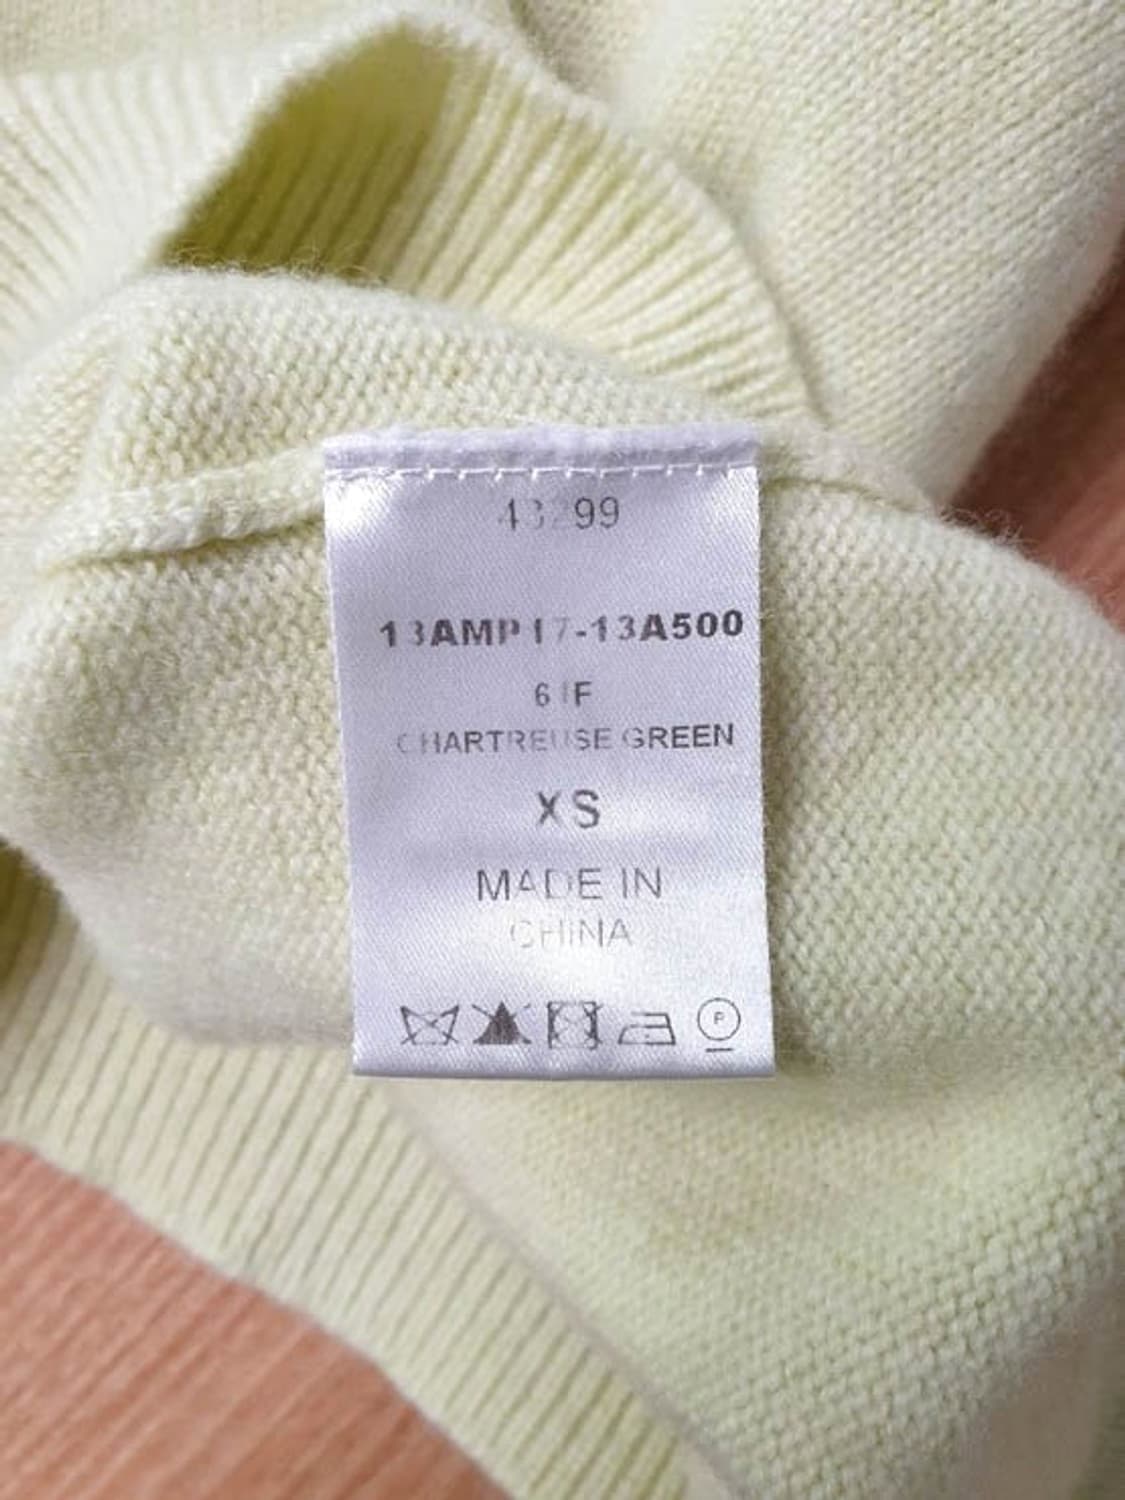 43299
13AMP17-13A500
61F
CHARTREUSE GREEN
XS
MADE IN
CHINA
P